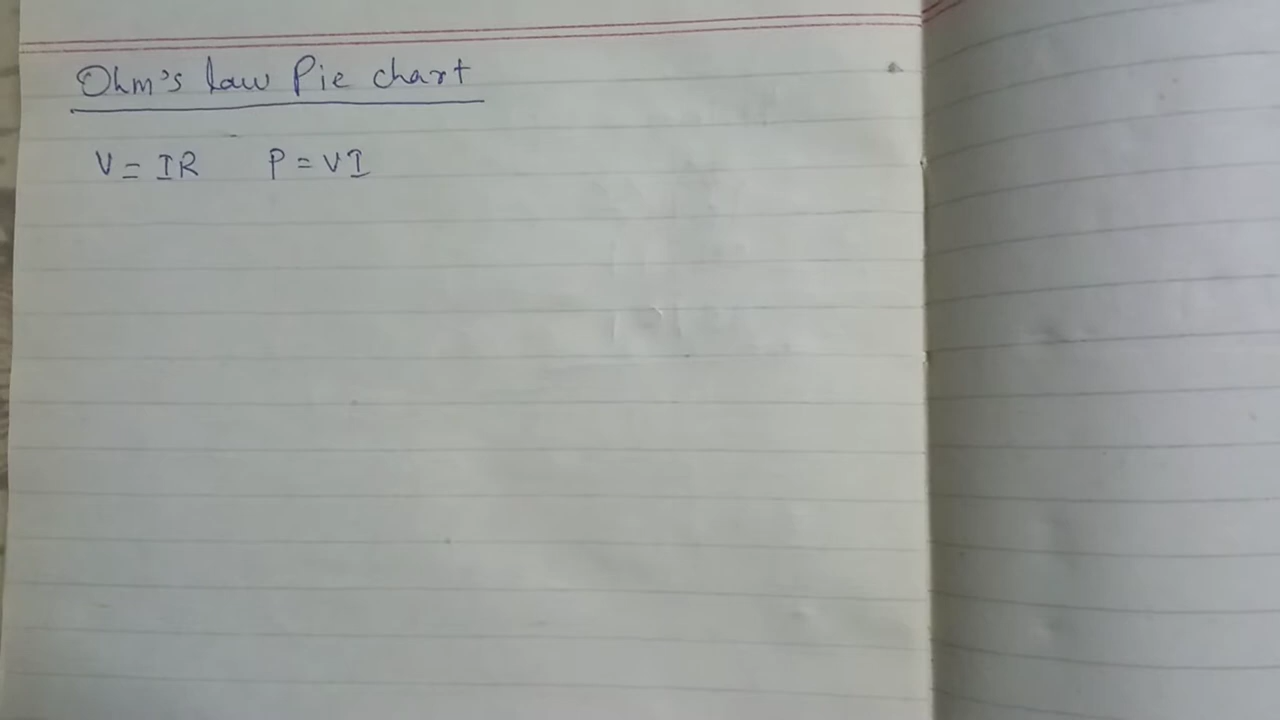 Ohm's law Pie chart
V = IR P = VI